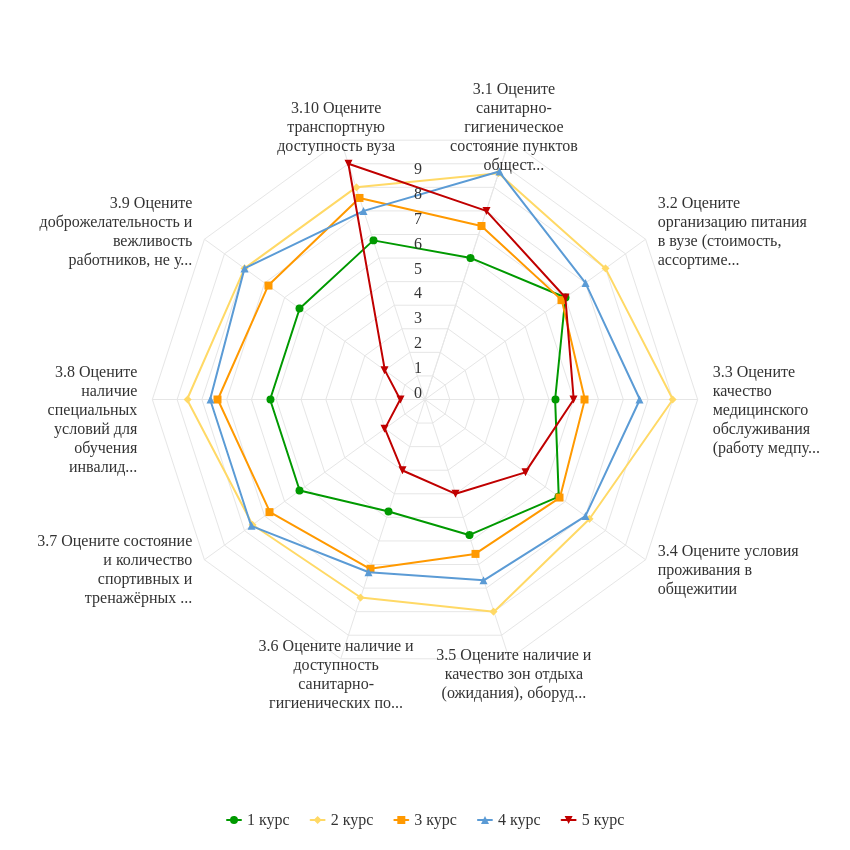 3.1 Оцените
санитарно-
гигиеническое
состояние пунктов
общест...
3.10 Оцените
транспортную
доступность вуза
9
8
7
6
5
4
3
2
1
0
3.2 Оцените
организацию питания
в вузе (стоимость,
ассортиме...
3.9 Оцените
доброжелательность и
вежливость
работников, не у...
3.3 Оцените
качество
медицинского
обслуживания
(работу медпу...
3.8 Оцените
наличие
специальных
условий для
обучения
инвалид...
3.4 Оцените условия
проживания в
общежитии
3.7 Оцените состояние
и количество
спортивных и
тренажёрных ...
3.6 Оцените наличие и
доступность
санитарно-
гигиенических по...
3.5 Оцените наличие и
качество зон отдыха
(ожидания), оборуд...
1 курс 2 курс 3 курс 4 курс 5 курс